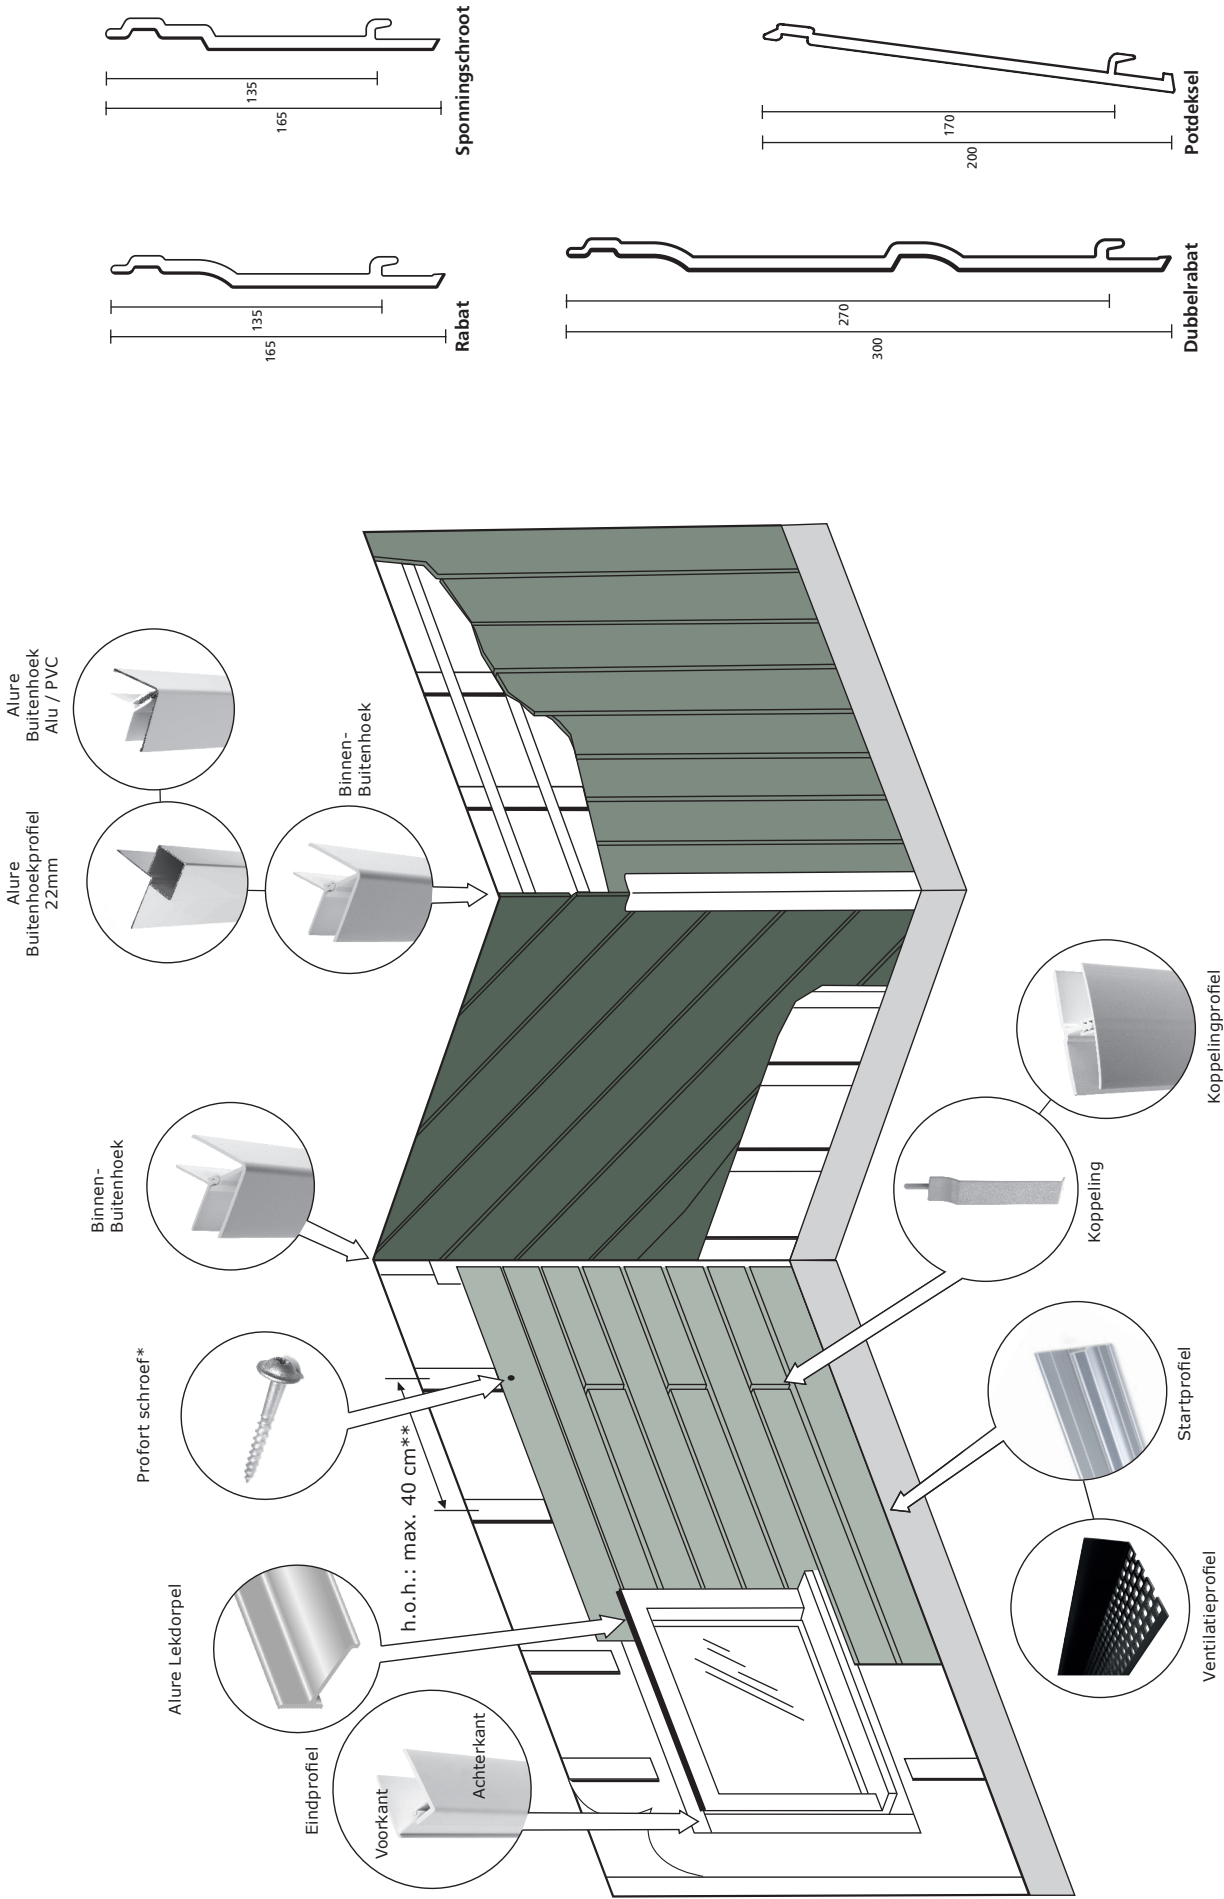 Eindprofiel
Voorkant
Achterkant
Alure Lekdorpel
Profort schroef*
h.o.h.: max. 40 cm**
Binnen-
Buitenhoek
Alure
Buitenhoekprofiel
22mm
Alure
Buitenhoek
Alu / PVC
Binnen-
Buitenhoek
Ventilatieprofiel
Startprofiel
Koppeling
Koppelingprofiel
135
165
Rabat
135
165
Sponningschroot
270
300
Dubbelrabat
170
200
Potdeksel